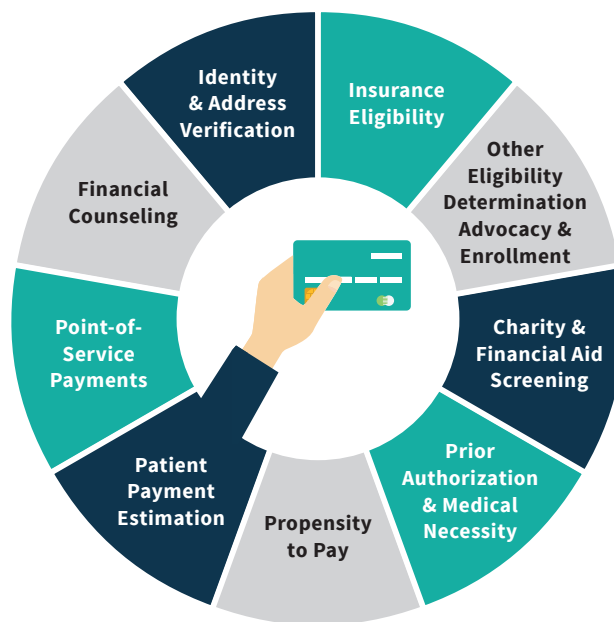 Identity
& Address
Verification
Insurance
Eligibility
Other
Eligibility
Determination
Advocacy &
Enrollment
Charity &
Financial Aid
Screening
Prior
Authorization
& Medical
Necessity
Propensity
to Pay
Patient
Payment
Estimation
Point-of-
Service
Payments
Financial
Counseling